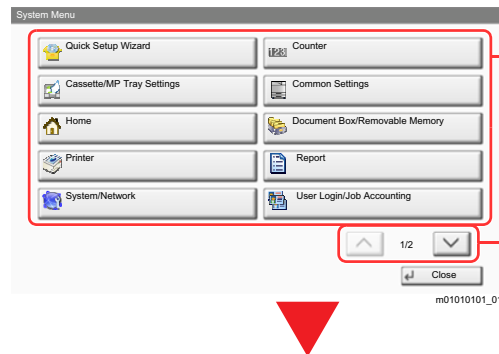 System Menu
Quick Setup Wizard
Counter
Cassette/MP Tray Settings
Common Settings
Home
Document Box/Removable Memory
Printer
Report
System/Network
User Login/Job Accounting
1/2
Close
m01010101_01